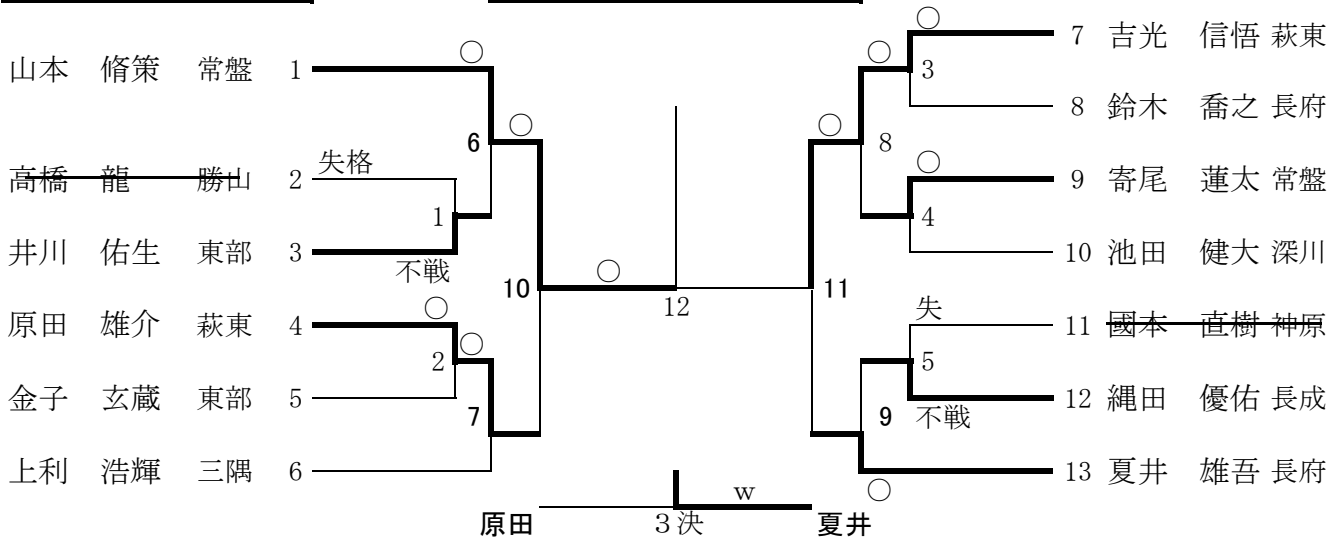 山本 脩策 常盤 1
高橋 龍 勝山 2 失格
1
井川 佑生 東部 3
不戦
原田 雄介 萩東 4
2
金子 玄蔵 東部 5
上利 浩輝 三隅 6
6
7
10
12
11
8
9
3
7 吉光 信悟 萩東
8 鈴木 喬之 長府
4
9 寄尾 蓮太 常盤
10 池田 健大 深川
失
11 國本 直樹 神原
5
12 縄田 優佑 長成
不戦
13 夏井 雄吾 長府
原田 3決 w 夏井